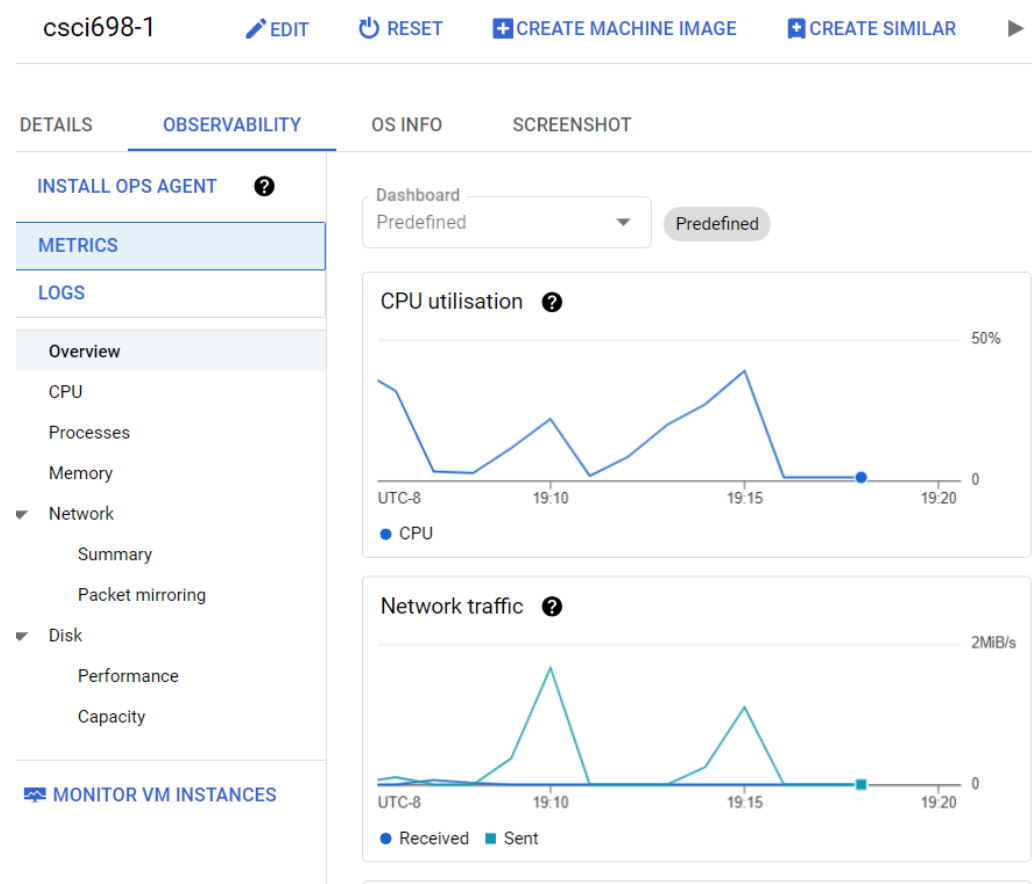 csci698-1 EDIT RESET CREATE MACHINE IMAGE CREATE SIMILAR
DETAILS OBSERVABILITY OS INFO SCREENSHOT
INSTALL OPS AGENT ?
METRICS
LOGS
Overview
CPU
Processes
Memory
Network
Summary
Packet mirroring
Disk
Performance
Capacity
MONITOR VM INSTANCES
Dashboard
Predefined Predefined
CPU utilisation ?
50%
0
UTC-8 19:10 19:15 19:20
CPU
Network traffic ?
2MiB/s
0
UTC-8 19:10 19:15 19:20
Received Sent